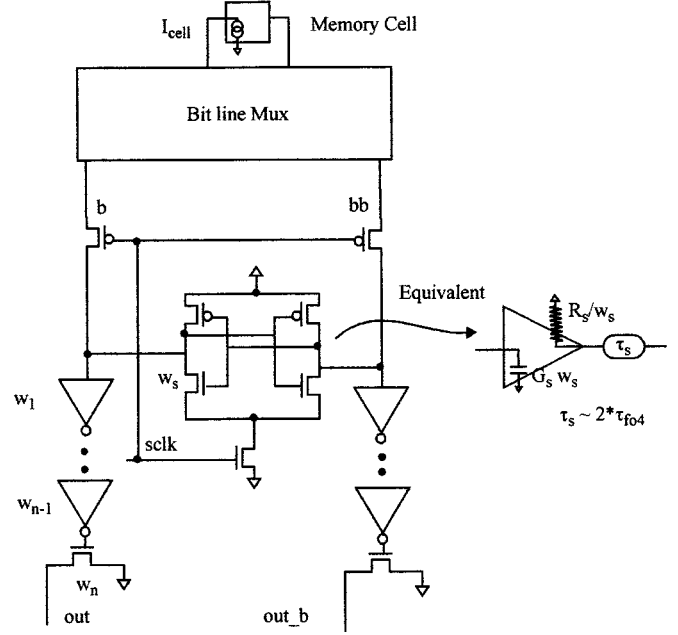 I_cell
Memory Cell
Bit line Mux
b
bb
Equivalent
R_s/w_s
τ_s
G_s w_s
τ_s ~ 2*τ_fo4
w_s
w_1
sclk
w_n-1
w_n
out
out_b